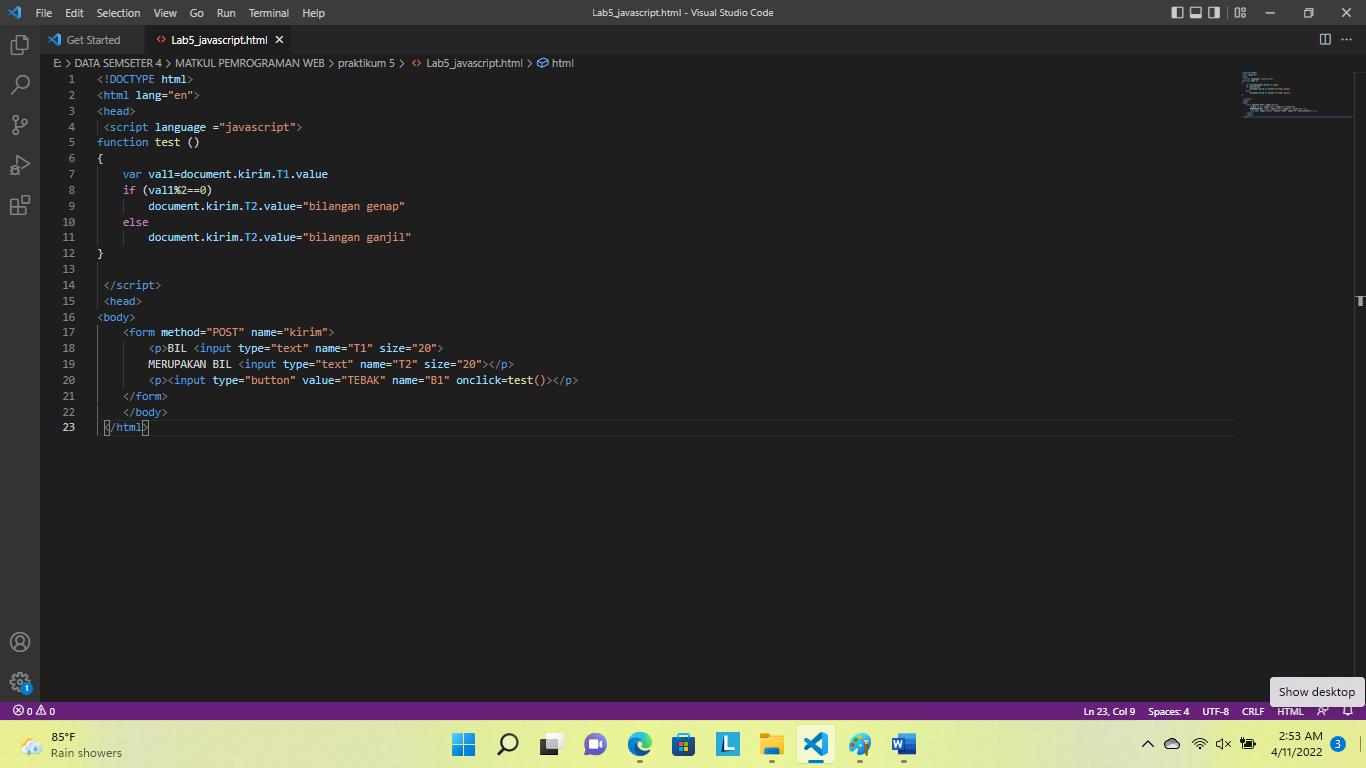 File Edit Selection View Go Run Terminal Help Lab5_javascript.html - Visual Studio Code
Get Started Lab5_javascript.html
E: > DATA SEMSETER 4 > MATKUL PEMROGRAMAN WEB > praktikum 5 > Lab5_javascript.html > html
1 <!DOCTYPE html>
2 <html lang="en">
3 <head>
4 <script language ="javascript">
5 function test ()
6 {
7 var val1=document.kirim.T1.value
8 if (val1%2==0)
9 document.kirim.T2.value="bilangan genap"
10 else
11 document.kirim.T2.value="bilangan ganjil"
12 }
13
14 </script>
15 <head>
16 <body>
17 <form method="POST" name="kirim">
18 <p>BIL <input type="text" name="T1" size="20">
19 MERUPAKAN BIL <input type="text" name="T2" size="20"></p>
20 <p><input type="button" value="TEBAK" name="B1" onclick=test()></p>
21 </form>
22 </body>
23 </html>
1
Show desktop
0 0 Ln 23, Col 9 Spaces: 4 UTF-8 CRLF HTML
85°F
Rain showers
L W
2:53 AM
4/11/2022
3